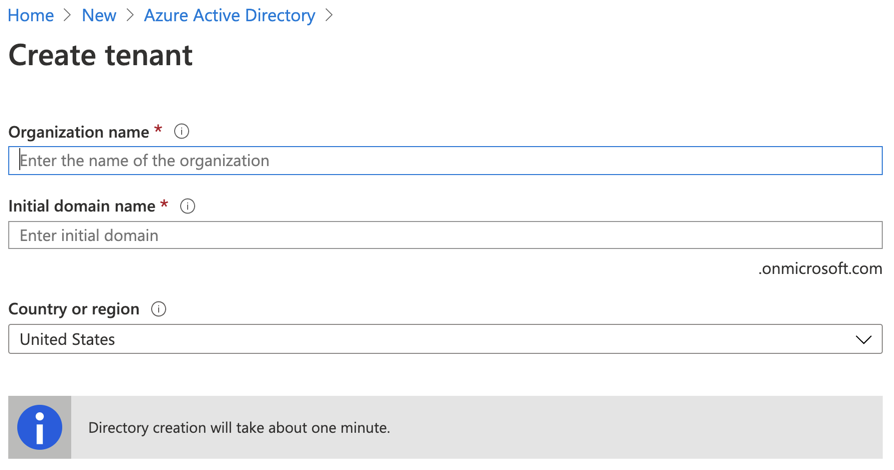 Home > New > Azure Active Directory >
Create tenant
Organization name *
Enter the name of the organization
Initial domain name *
Enter initial domain
.onmicrosoft.com
Country or region
United States
Directory creation will take about one minute.